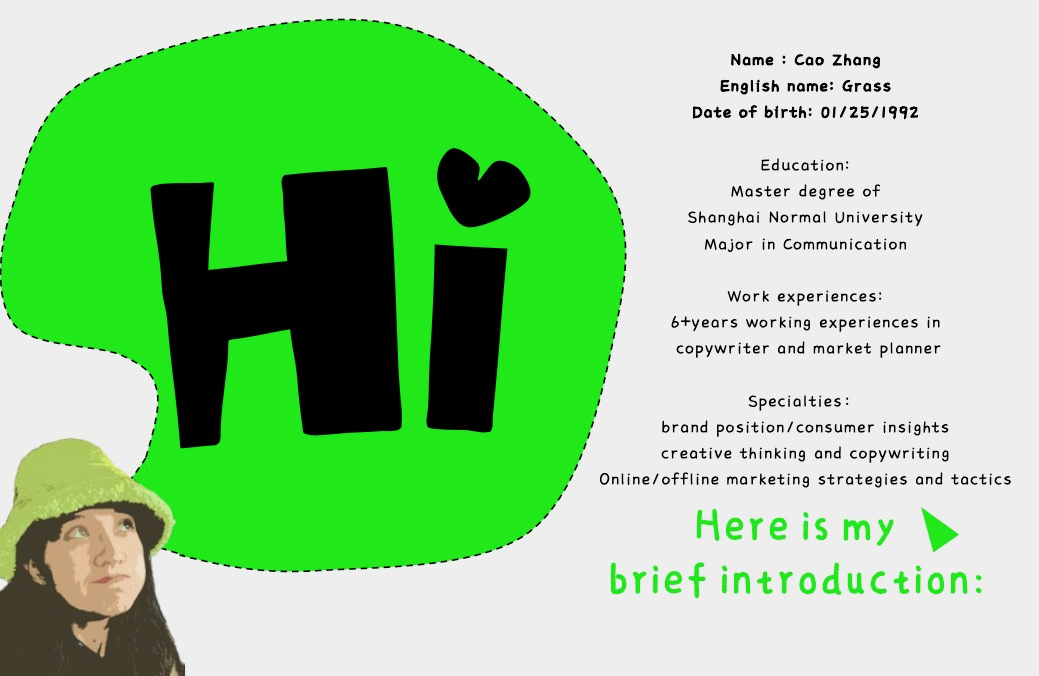 Hi
Name : Cao Zhang
English name: Grass
Date of birth: 01/25/1992
Education:
Master degree of
Shanghai Normal University
Major in Communication
Work experiences:
6+years working experiences in
copywriter and market planner
Specialties:
brand position/consumer insights
creative thinking and copywriting
Online/offline marketing strategies and tactics
Here is my
brief introduction: